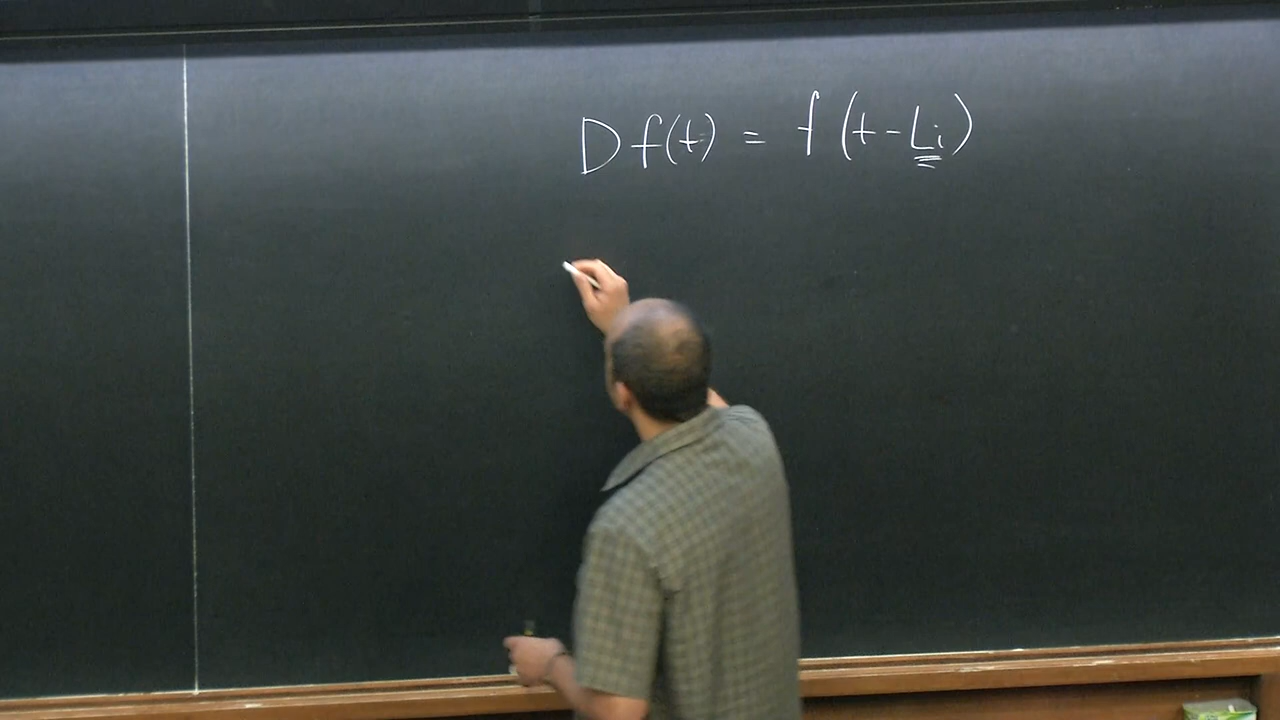 D f(t) = f(t - Li)